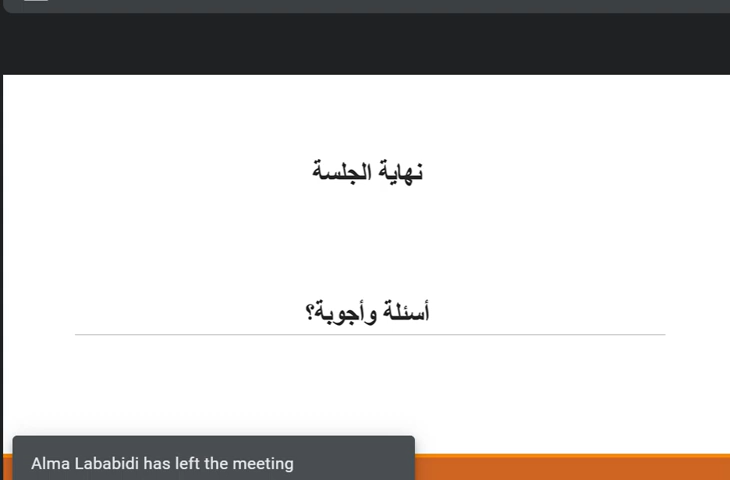 نهاية الجلسة
أسئلة وأجوبة؟
Alma Lababidi has left the meeting